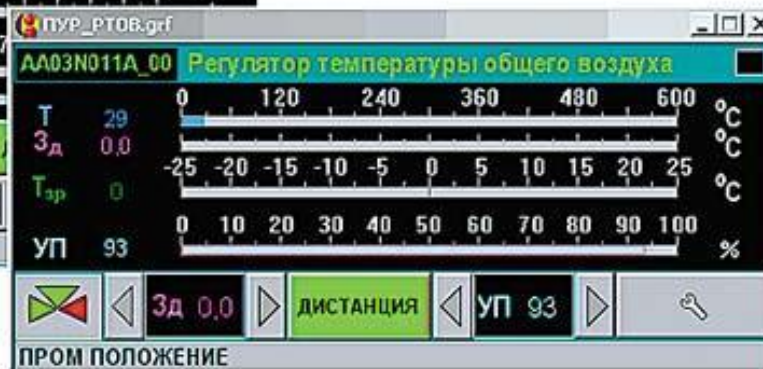 ПУР_РТОВ.grf
AA03N011A_00 Регулятор температуры общего воздуха
0 120 240 360 480 600
Т 29 °C
Зд 0,0 °C
-25 -20 -15 -10 -5 0 5 10 15 20 25
Тзр 0 °C
0 10 20 30 40 50 60 70 80 90 100
УП 93 %
Зд 0,0 ДИСТАНЦИЯ УП 93
ПРОМ ПОЛОЖЕНИЕ